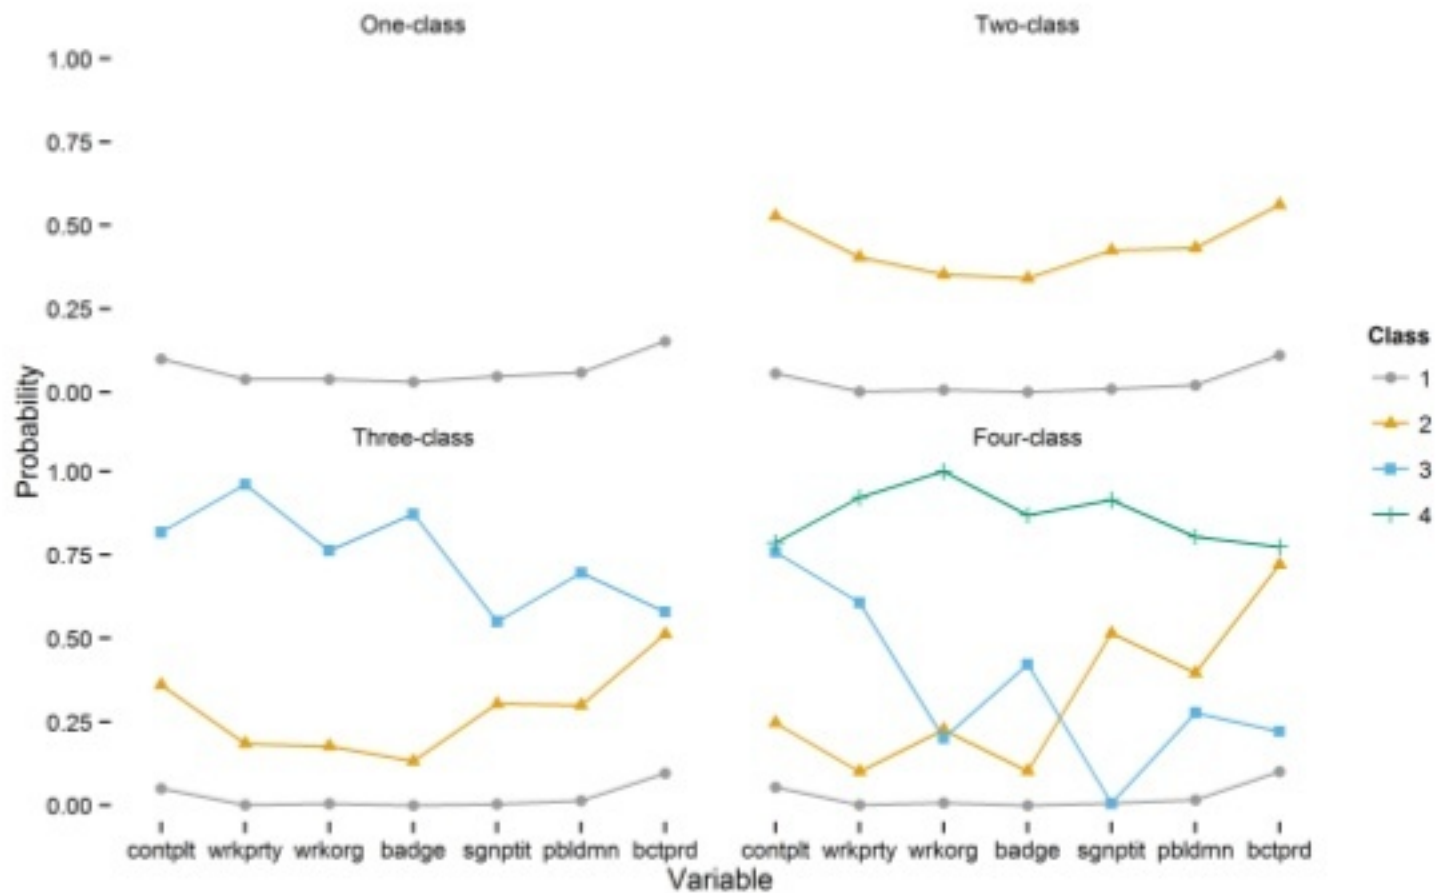 One-class
Two-class
1.00
0.75
0.50
0.25
0.00
Probability
Three-class
Four-class
1.00
0.75
0.50
0.25
0.00
contplt wrkprty wrkorg badge sgnptit pbldmn bctprd
contplt wrkprty wrkorg badge sgnptit pbldmn bctprd
Variable
Class
1
2
3
4